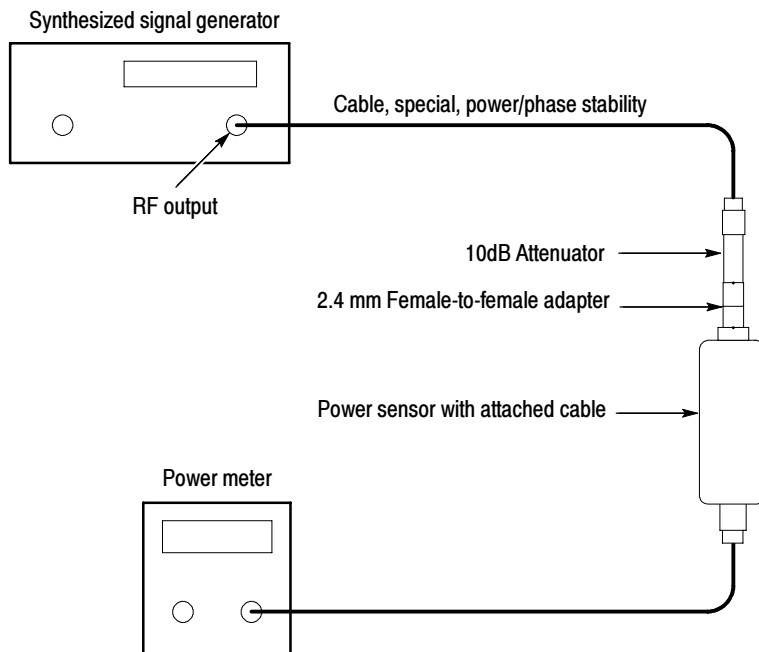 Synthesized signal generator
Cable, special, power/phase stability
RF output
10dB Attenuator
2.4 mm Female-to-female adapter
Power sensor with attached cable
Power meter